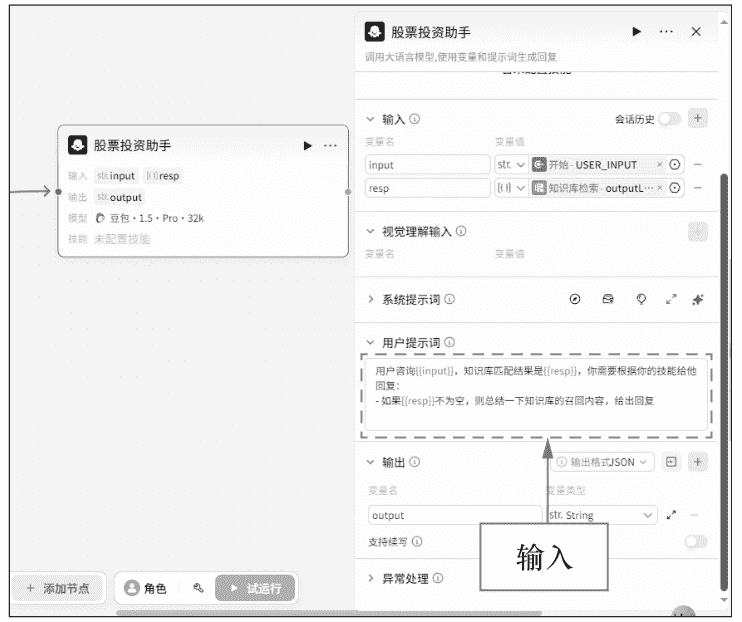 股票投资助手
输入 str. input [()] resp
输出 str. output
模型 豆包·1.5·Pro·32k
技能 未配置技能
+ 添加节点
角色
试运行
股票投资助手
调用大语言模型,使用变量和提示词生成回复
输入
会话历史
变量名 变量值
input str. 开始 - USER_INPUT
resp [()] 知识库检索 - outputL···
视觉理解输入
变量名 变量值
系统提示词
用户提示词
用户咨询{{input}}，知识库匹配结果是{{resp}}，你需要根据你的技能给他
回复：
- 如果{{resp}}不为空，则总结一下知识库的召回内容，给出回复
输出 输出格式JSON
变量名 变量类型
output str. String
支持续写
输入
异常处理